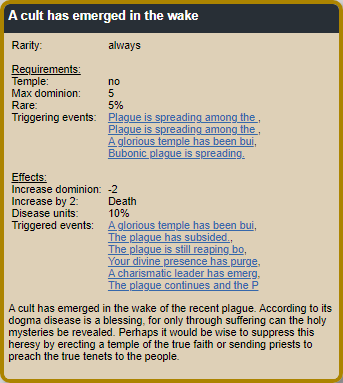 A cult has emerged in the wake
Rarity: always
Requirements:
Temple: no
Max dominion: 5
Rare: 5%
Triggering events: Plague is spreading among the ,
Plague is spreading among the ,
A glorious temple has been bui,
Bubonic plague is spreading.
Effects:
Increase dominion: -2
Increase by 2: Death
Disease units: 10%
Triggered events: A glorious temple has been bui,
The plague has subsided.,
The plague is still reaping bo,
Your divine presence has purge,
A charismatic leader has emerg,
The plague continues and the P
A cult has emerged in the wake of the recent plague. According to its
dogma disease is a blessing, for only through suffering can the holy
mysteries be revealed. Perhaps it would be wise to suppress this
heresy by erecting a temple of the true faith or sending priests to
preach the true tenets to the people.